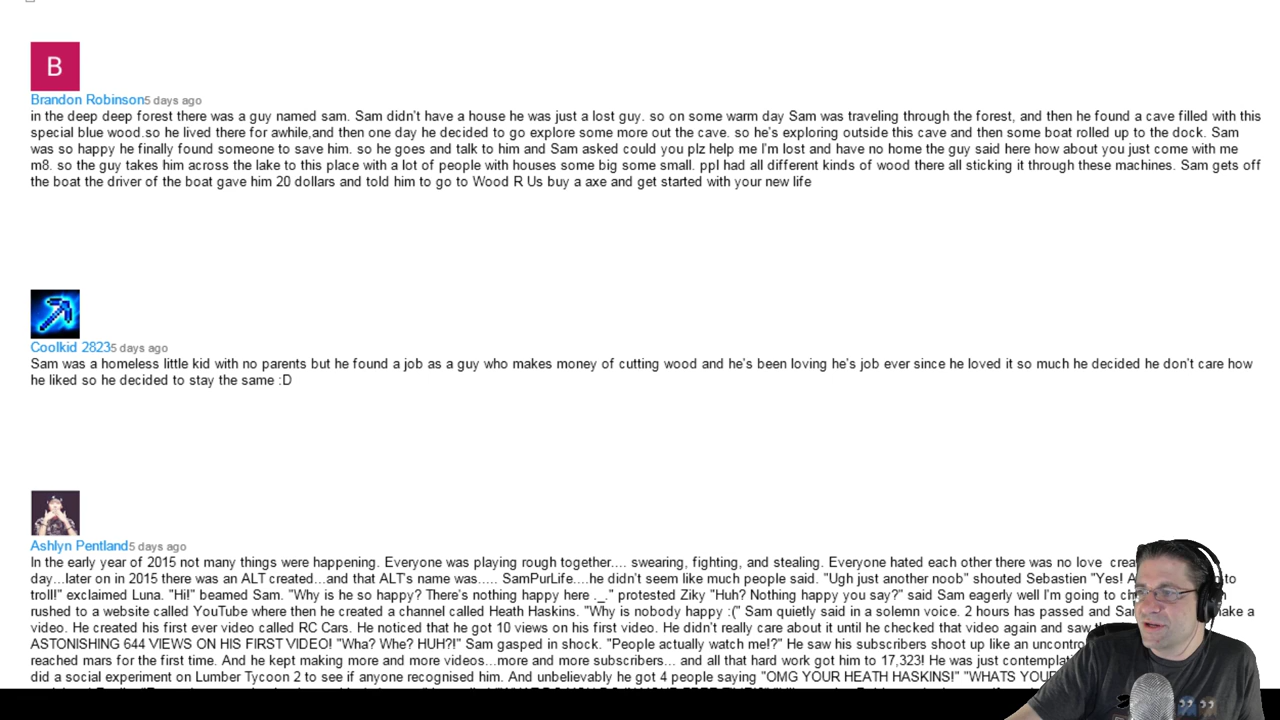 B
Brandon Robinson5 days ago
in the deep deep forest there was a guy named sam. Sam didn't have a house he was just a lost guy. so on some warm day Sam was traveling through the forest, and then he found a cave filled with this
special blue wood.so he lived there for awhile,and then one day he decided to go explore some more out the cave. so he's exploring outside this cave and then some boat rolled up to the dock. Sam
was so happy he finally found someone to save him. so he goes and talk to him and Sam asked could you plz help me I'm lost and have no home the guy said here how about you just come with me
m8. so the guy takes him across the lake to this place with a lot of people with houses some big some small. ppl had all different kinds of wood there all sticking it through these machines. Sam gets off
the boat the driver of the boat gave him 20 dollars and told him to go to Wood R Us buy a axe and get started with your new life
Coolkid 28235 days ago
Sam was a homeless little kid with no parents but he found a job as a guy who makes money of cutting wood and he's been loving he's job ever since he loved it so much he decided he don't care how
he liked so he decided to stay the same :D
Ashlyn Pentland5 days ago
In the early year of 2015 not many things were happening. Everyone was playing rough together.... swearing, fighting, and stealing. Everyone hated each other there was no love
day...later on in 2015 there was an ALT created...and that ALT's name was..... SamPurLife....he didn't seem like much people said. "Ugh just another noob" shouted Sebastien "Yes! to
troll!" exclaimed Luna. "Hi!" beamed Sam. "Why is he so happy? There's nothing happy here ._." protested Ziky "Huh? Nothing happy you say?" said Sam eagerly well I'm going to
rushed to a website called YouTube where then he created a channel called Heath Haskins. "Why is nobody happy :(" Sam quietly said in a solemn voice. 2 hours has passed and a
video. He created his first ever video called RC Cars. He noticed that he got 10 views on his first video. He didn't really care about it until he checked that video again and saw
ASTONISHING 644 VIEWS ON HIS FIRST VIDEO! "Wha? Whe? HUH?!" Sam gasped in shock. "People actually watch me!?" He saw his subscribers shoot up like an
reached mars for the first time. And he kept making more and more videos...more and more subscribers... and all that hard work got him to 17,323! He was just
did a social experiment on Lumber Tycoon 2 to see if anyone recognised him. And unbelievably he got 4 people saying "OMG YOUR HEATH HASKINS!" "WHATS